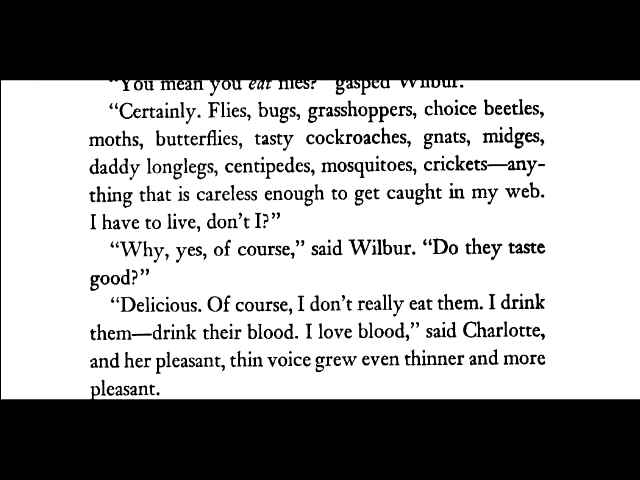 "You mean you eat flies?" gasped Wilbur.
"Certainly. Flies, bugs, grasshoppers, choice beetles,
moths, butterflies, tasty cockroaches, gnats, midges,
daddy longlegs, centipedes, mosquitoes, crickets—any-
thing that is careless enough to get caught in my web.
I have to live, don't I?"
"Why, yes, of course," said Wilbur. "Do they taste
good?"
"Delicious. Of course, I don't really eat them. I drink
them—drink their blood. I love blood," said Charlotte,
and her pleasant, thin voice grew even thinner and more
pleasant.